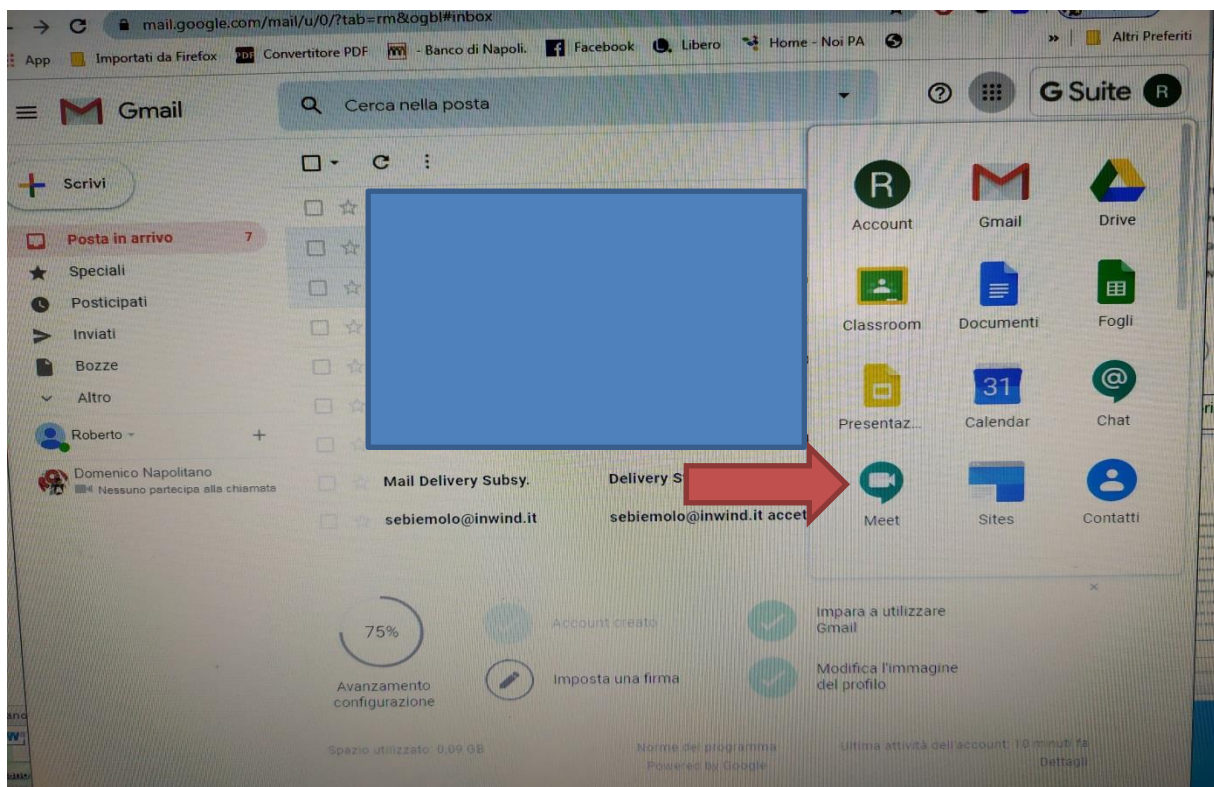 mail.google.com/mail/u/0/?tab=rm&ogbl#inbox
App Importati da Firefox PDF Convertitore PDF - Banco di Napoli. Facebook Libero Home - Noi PA » Altri Preferiti
Gmail Cerca nella posta G Suite R
Scrivi
Posta in arrivo 7
Speciali
Posticipati
Inviati
Bozze
Altro
Roberto
Domenico Napolitano
Nessuno partecipa alla chiamata
Mail Delivery Subsy. Delivery S
sebiemolo@inwind.it sebiemolo@inwind.it accet
R
Account Gmail Drive
Classroom Documenti Fogli
31
Presentaz... Calendar Chat
Meet Sites Contatti
75%
Avanzamento
configurazione
Account creato
Imposta una firma
Impara a utilizzare
Gmail
Modifica l'immagine
del profilo
Spazio utilizzato: 0,09 GB
Norme del programma
Powered by Google
Ultima attività dell'account: 10 minuti fa
Dettagli